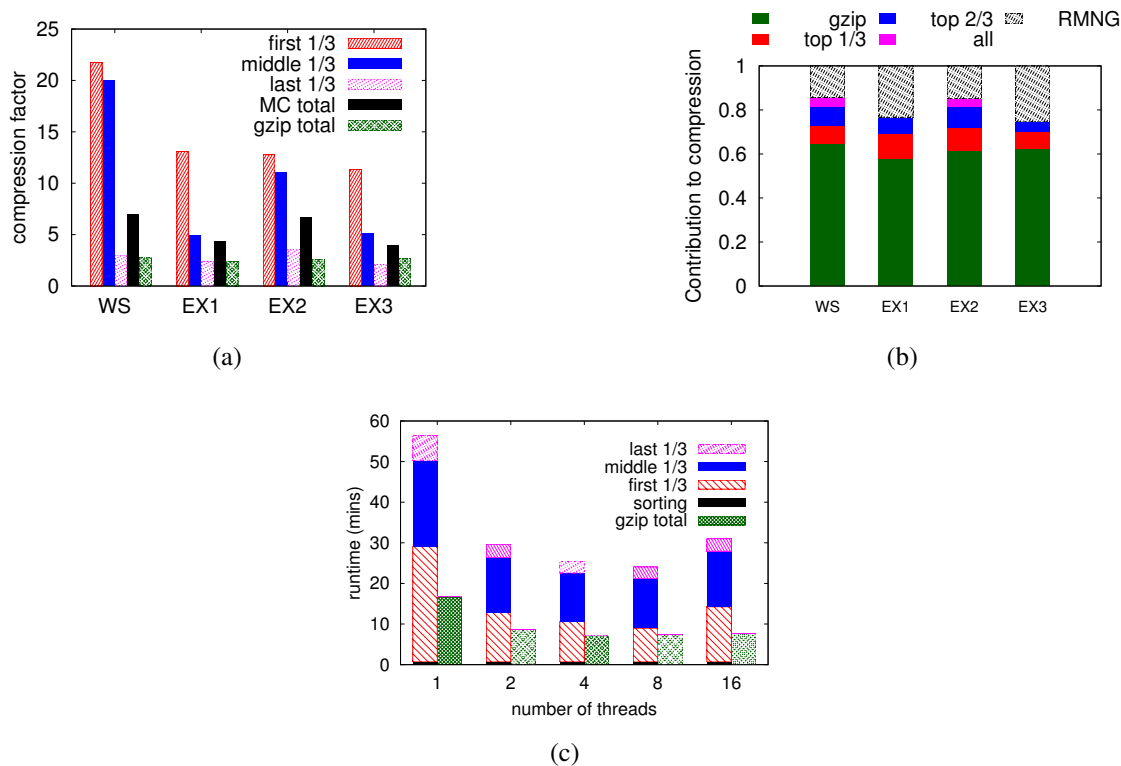 25
20
15
10
5
0
compression factor
first 1/3
middle 1/3
last 1/3
MC total
gzip total
WS EX1 EX2 EX3
(a)
gzip top 2/3 RMNG
top 1/3 all
1
0.8
0.6
0.4
0.2
0
Contribution to compression
WS EX1 EX2 EX3
(b)
60
50
40
30
20
10
0
runtime (mins)
last 1/3
middle 1/3
first 1/3
sorting
gzip total
1 2 4 8 16
number of threads
(c)